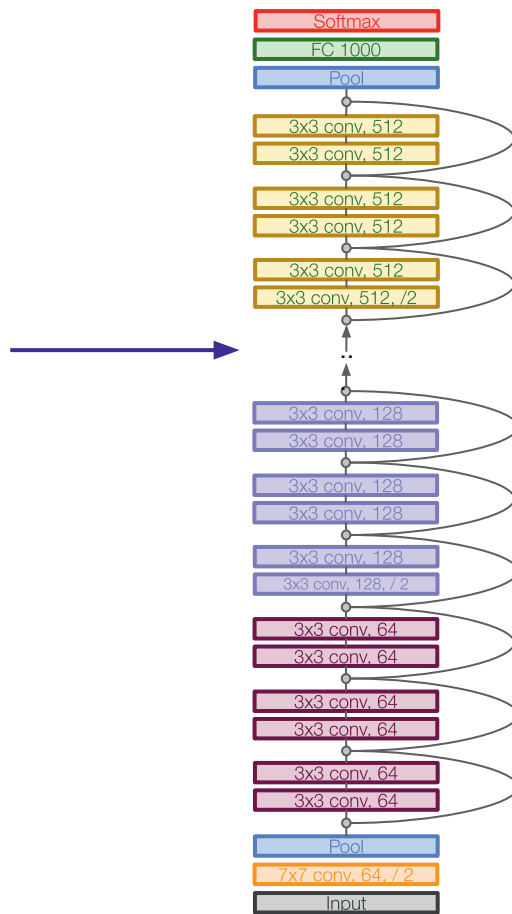 Softmax
FC 1000
Pool
3x3 conv, 512
3x3 conv, 512
3x3 conv, 512
3x3 conv, 512
3x3 conv, 512
3x3 conv, 512, /2
..
3x3 conv, 128
3x3 conv, 128
3x3 conv, 128
3x3 conv, 128
3x3 conv, 128
3x3 conv, 128, / 2
3x3 conv, 64
3x3 conv, 64
3x3 conv, 64
3x3 conv, 64
3x3 conv, 64
3x3 conv, 64
Pool
7x7 conv, 64, / 2
Input